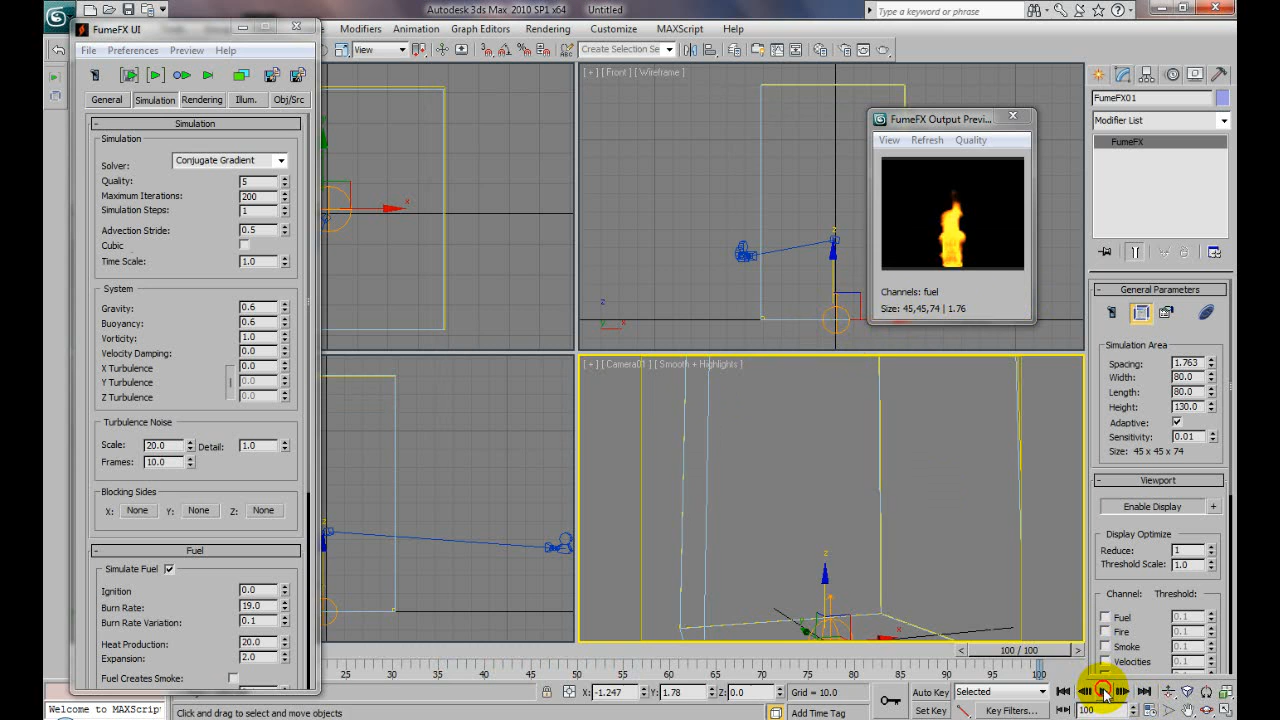 Autodesk 3ds Max 2010 SP1 x64 Untitled
Type a keyword or phrase
FumeFX UI
Modifiers Animation Graph Editors Rendering Customize MAXScript Help
File Preferences Preview Help
View
Create Selection Se
General Simulation Rendering Illum. Obj/Src
Simulation
Simulation
Solver: Conjugate Gradient
Quality: 5
Maximum Iterations: 200
Simulation Steps: 1
Advection Stride: 0.5
Cubic
Time Scale: 1.0
System
Gravity: 0.6
Buoyancy: 0.6
Vorticity: 1.0
Velocity Damping: 0.0
X Turbulence 0.0
Y Turbulence 0.0
Z Turbulence 0.0
Turbulence Noise
Scale: 20.0 Detail: 1.0
Frames: 10.0
Blocking Sides
X: None Y: None Z: None
Fuel
Simulate Fuel
Ignition 0.0
Burn Rate: 19.0
Burn Rate Variation: 0.1
Heat Production: 20.0
Expansion: 2.0
Fuel Creates Smoke:
x
[ + ] [ Front ] [ Wireframe ]
z
z
y x
FumeFX Output Previ...
View Refresh Quality
Channels: fuel
Size: 45,45,74 | 1.76
[ + ] [ Camera01 ] [ Smooth + Highlights ]
z
x
100 / 100
FumeFX01
Modifier List
FumeFX
General Parameters
Simulation Area
Spacing: 1.763
Width: 80.0
Length: 80.0
Height: 130.0
Adaptive:
Sensitivity: 0.01
Size: 45 x 45 x 74
Viewport
Enable Display +
Display Optimize
Reduce: 1
Threshold Scale: 1.0
Channel: Threshold:
Fuel 0.1
Fire 0.1
Smoke 0.1
Velocities 0.1
25 30 35 40 45 50 55 60 65 70 75 80 85 90 95 100
X: -1.247 Y: 1.78 Z: 0.0 Grid = 10.0
Auto Key Selected
Set Key Key Filters...
100
Welcome to MAXScript
Click and drag to select and move objects
Add Time Tag